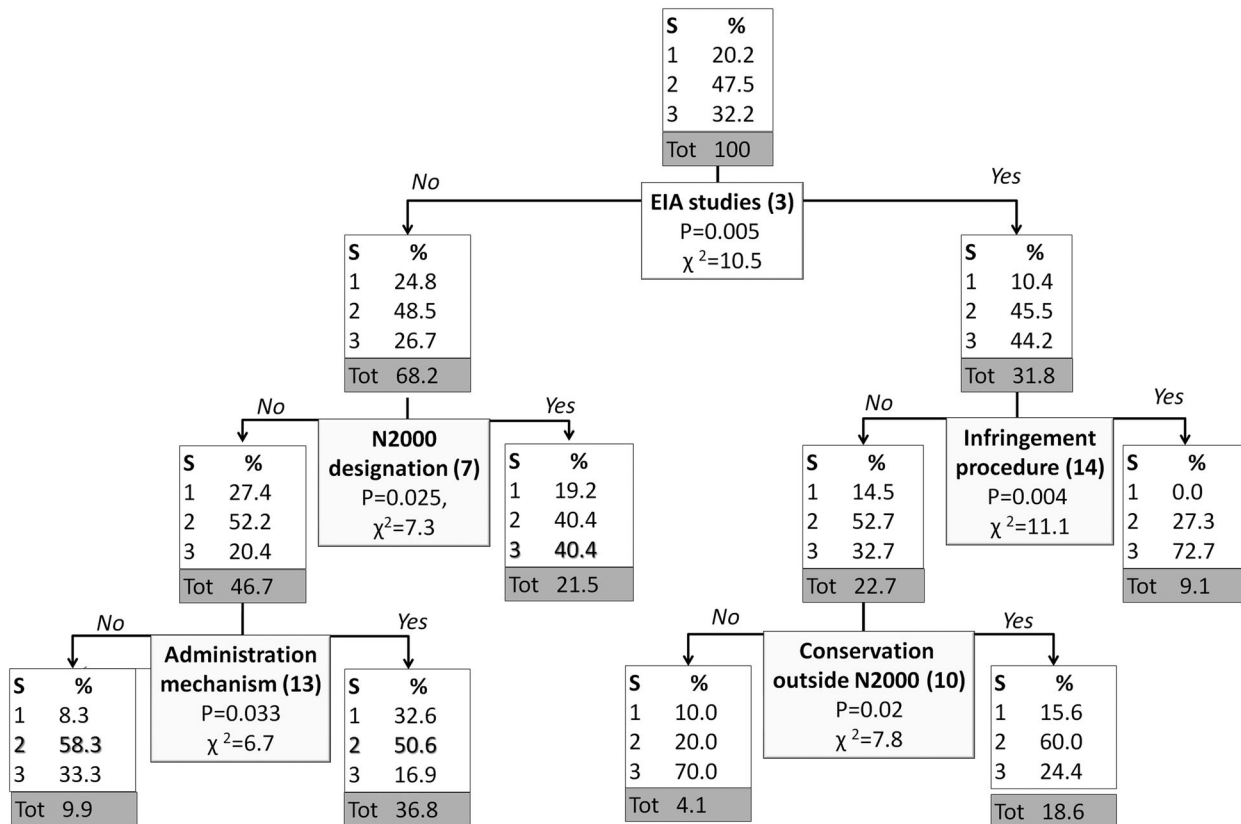 S %
1 20.2
2 47.5
3 32.2
Tot 100
No
Yes
EIA studies (3)
P=0.005
χ²=10.5
S %
1 24.8
2 48.5
3 26.7
Tot 68.2
S %
1 10.4
2 45.5
3 44.2
Tot 31.8
No
Yes
N2000
designation (7)
P=0.025,
χ²=7.3
No
Yes
Infringement
procedure (14)
P=0.004
χ²=11.1
S %
1 27.4
2 52.2
3 20.4
Tot 46.7
S %
1 19.2
2 40.4
3 40.4
Tot 21.5
S %
1 14.5
2 52.7
3 32.7
Tot 22.7
S %
1 0.0
2 27.3
3 72.7
Tot 9.1
No
Yes
Administration
mechanism (13)
P=0.033
χ²=6.7
No
Yes
Conservation
outside N2000 (10)
P=0.02
χ²=7.8
S %
1 8.3
2 58.3
3 33.3
Tot 9.9
S %
1 32.6
2 50.6
3 16.9
Tot 36.8
S %
1 10.0
2 20.0
3 70.0
Tot 4.1
S %
1 15.6
2 60.0
3 24.4
Tot 18.6